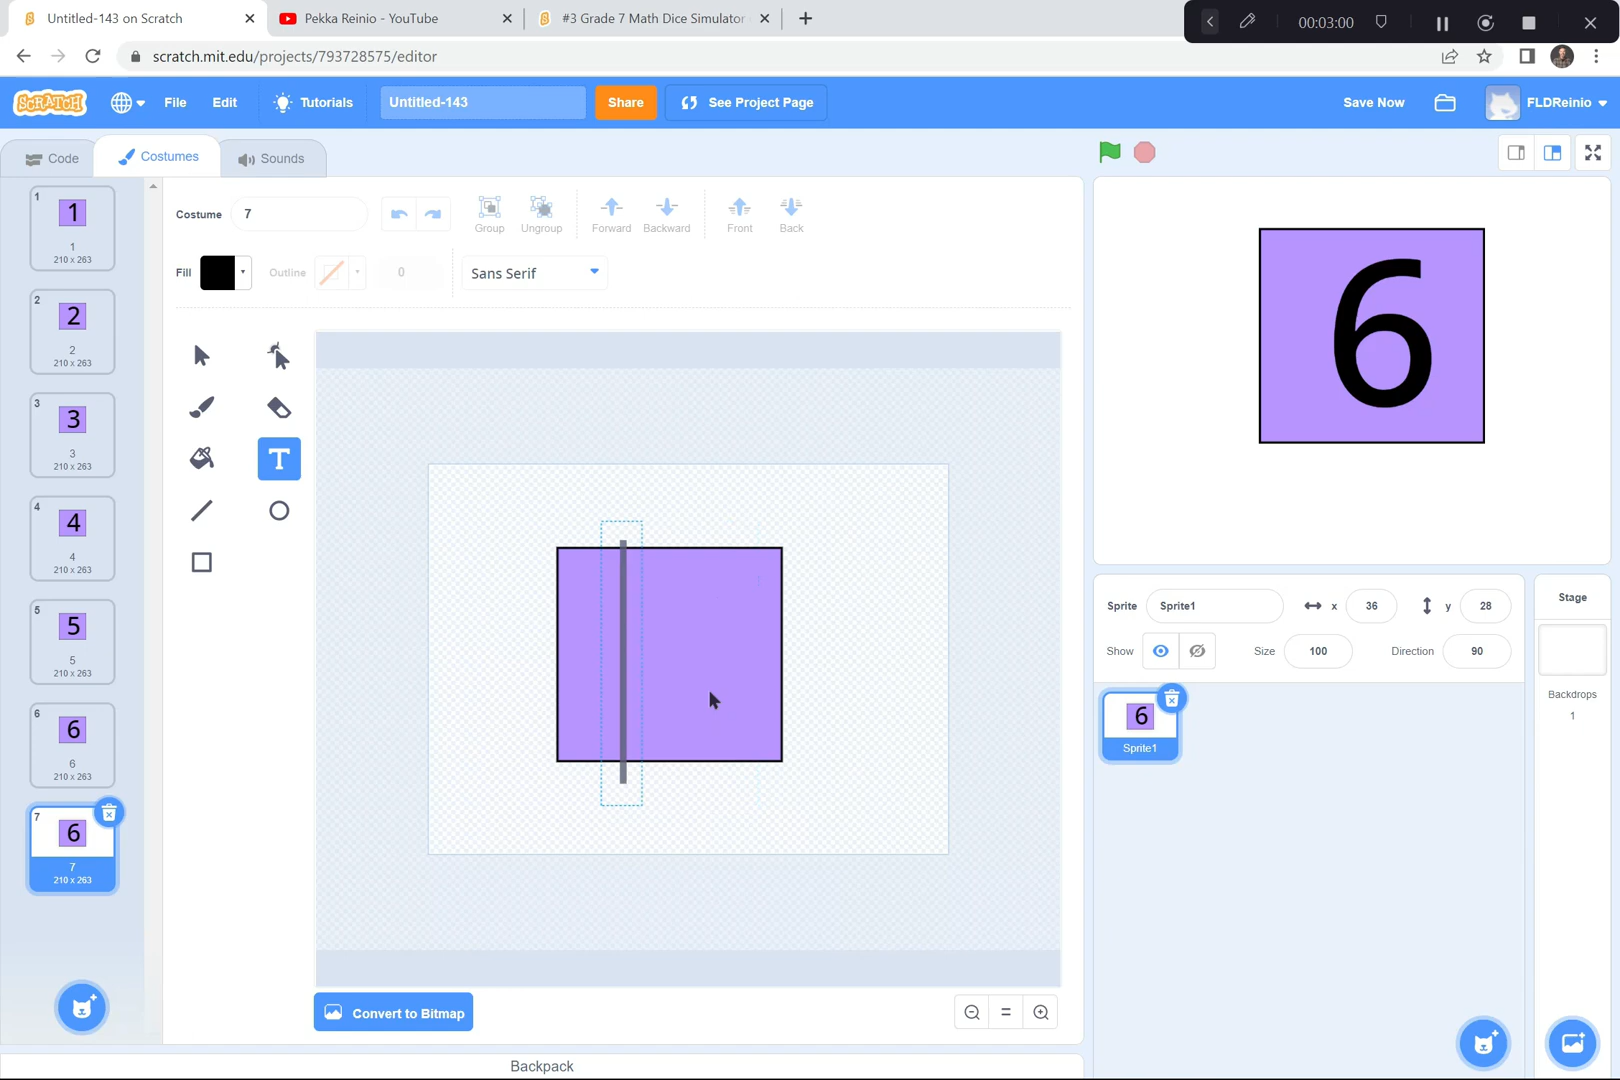 Untitled-143 on Scratch
Pekka Reinio - YouTube
#3 Grade 7 Math Dice Simulator
00:03:00
scratch.mit.edu/projects/793728575/editor
SCRATCH
File
Edit
Tutorials
Untitled-143
Share
See Project Page
Save Now
FLDReinio
Code
Costumes
Sounds
Costume
7
Group
Ungroup
Forward
Backward
Front
Back
Fill
Outline
0
Sans Serif
1
1
1
210 x 263
2
2
2
210 x 263
3
3
3
210 x 263
4
4
4
210 x 263
5
5
5
210 x 263
6
6
6
210 x 263
7
6
7
210 x 263
T
Convert to Bitmap
Backpack
6
Sprite
Sprite1
x
36
y
28
Show
Size
100
Direction
90
6
Sprite1
Stage
Backdrops
1